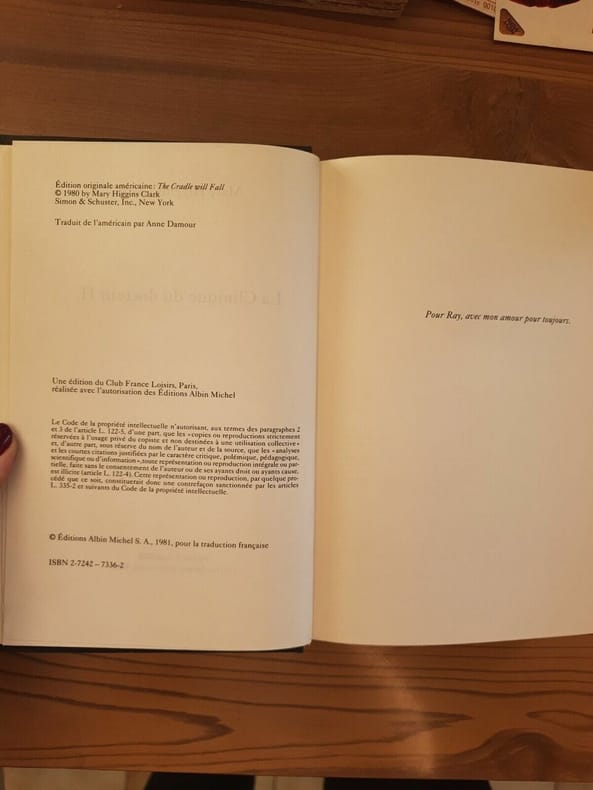 Édition originale américaine: The Cradle will Fall
© 1980 by Mary Higgins Clark
Simon & Schuster, Inc., New York
Traduit de l'américain par Anne Damour
La Clinique du docteur H.
Une édition du Club France Loisirs, Paris,
réalisée avec l'autorisation des Éditions Albin Michel
Le Code de la propriété intellectuelle n'autorisant, aux termes des paragraphes 2
et 3 de l'article L. 122-5, d'une part, que les «copies ou reproductions strictement
réservées à l'usage privé du copiste et non destinées à une utilisation collective»
et, d'autre part, sous réserve du nom de l'auteur et de la source, que les «analyses
et les courtes citations justifiées par le caractère critique, polémique, pédagogique,
scientifique ou d'information», toute représentation ou reproduction intégrale ou par-
tielle, faite sans le consentement de l'auteur ou de ses ayants droit ou ayants cause,
est illicite (article L. 122-4). Cette représentation ou reproduction, par quelque pro-
cédé que ce soit, constituerait donc une contrefaçon sanctionnée par les articles
L. 335-2 et suivants du Code de la propriété intellectuelle.
© Éditions Albin Michel S. A., 1981, pour la traduction française
ISBN 2-7242-7336-2
Pour Ray, avec mon amour pour toujours.